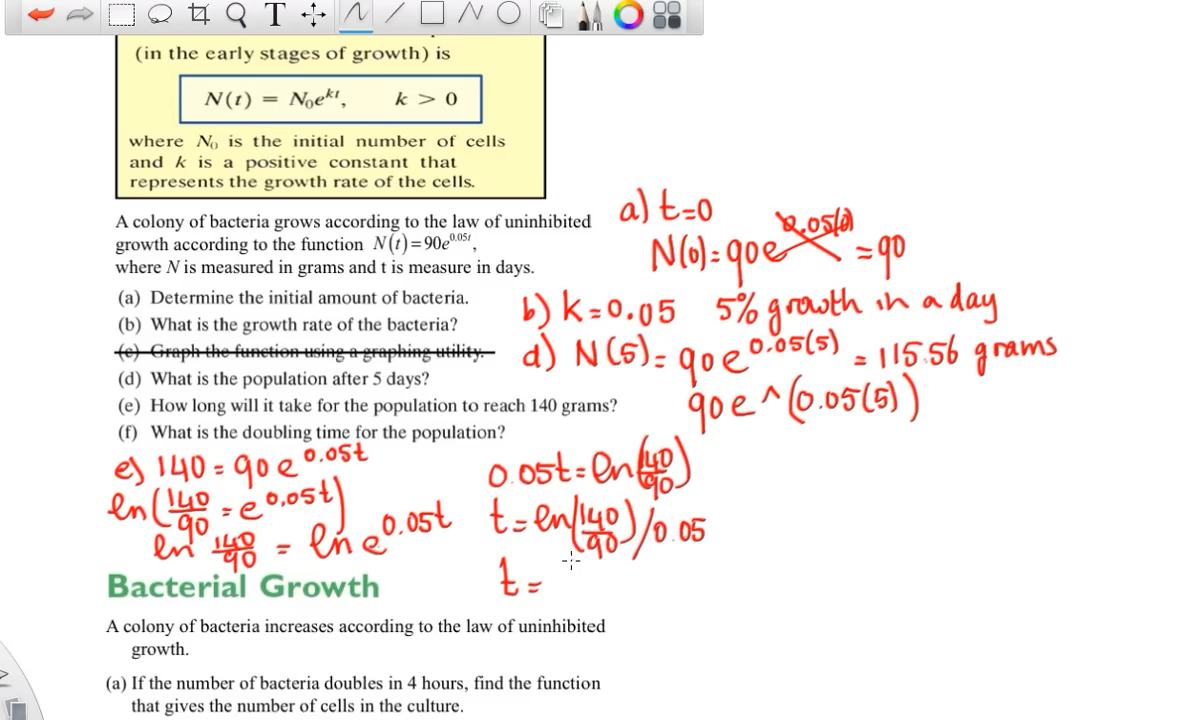 (in the early stages of growth) is
N(t) = N₀eᵏᵗ, k > 0
where N₀ is the initial number of cells
and k is a positive constant that
represents the growth rate of the cells.
A colony of bacteria grows according to the law of uninhibited
growth according to the function N(t)=90e^0.05t,
where N is measured in grams and t is measure in days.
(a) Determine the initial amount of bacteria.
(b) What is the growth rate of the bacteria?
(c) Graph the function using a graphing utility.
(d) What is the population after 5 days?
(e) How long will it take for the population to reach 140 grams?
(f) What is the doubling time for the population?
a) t=0
N(0)=90e^0.05(0) =90
b) k=0.05 5% growth in a day
d) N(5)= 90e^0.05(5) = 115.56 grams
90e^(0.05(5))
e) 140 = 90e^0.05t
ln(140/90 = e^0.05t)
ln 140/90 = ln e^0.05t
0.05t=ln(140/90)
t=ln(140/90)/0.05
t =
Bacterial Growth
A colony of bacteria increases according to the law of uninhibited
growth.
(a) If the number of bacteria doubles in 4 hours, find the function
that gives the number of cells in the culture.